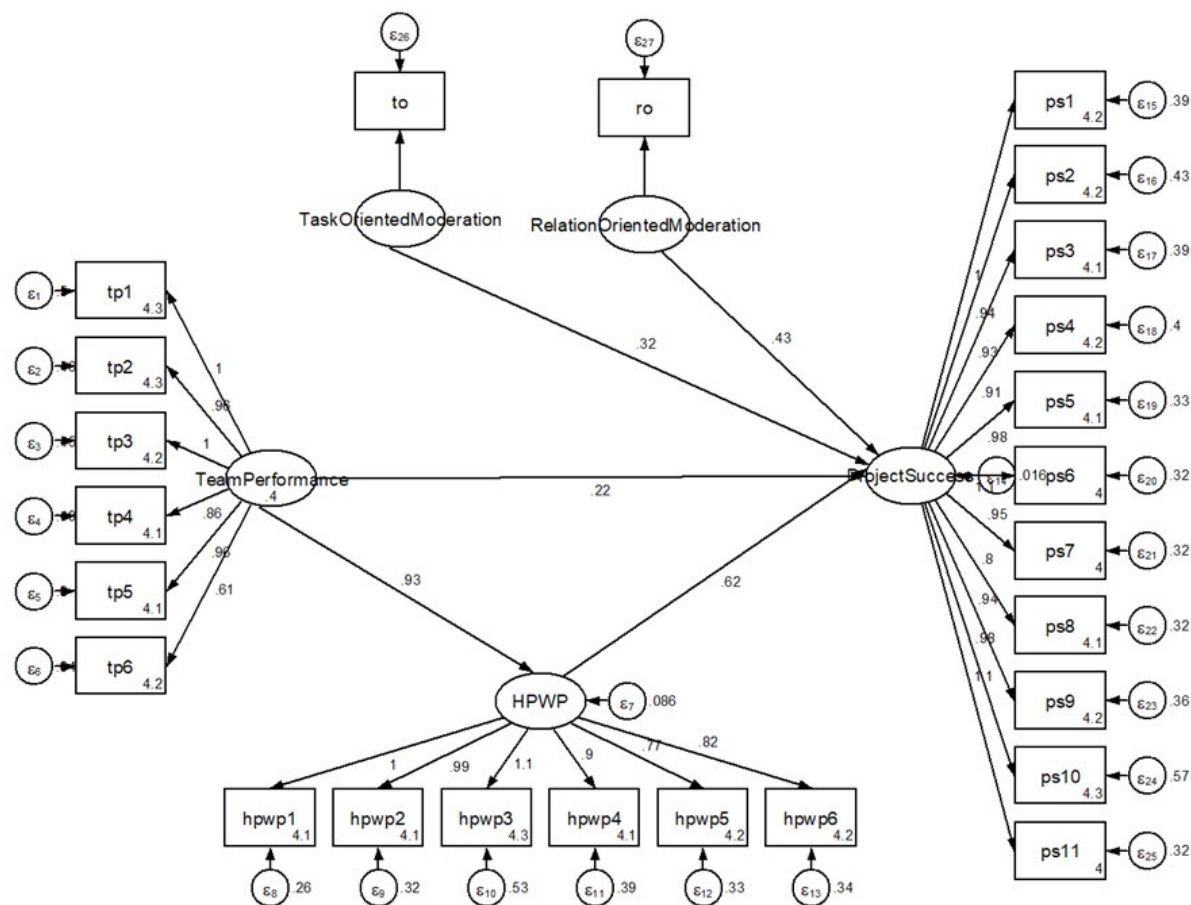 ε26
ε27
to
ro
TaskOrientedModeration
RelationOrientedModeration
ε1
tp1
4.3
ε2
tp2
4.3
ε3
tp3
4.2
ε4
tp4
4.1
ε5
tp5
4.1
ε6
tp6
4.2
1
.96
1
.86
.96
.61
TeamPerformance
.4
.32
.43
.22
.93
.62
HPWP
ε7 .086
1
.99
1.1
.9
.77
.82
hpwp1
4.1
hpwp2
4.1
hpwp3
4.3
hpwp4
4.1
hpwp5
4.2
hpwp6
4.2
ε8 .26
ε9 .32
ε10 .53
ε11 .39
ε12 .33
ε13 .34
ProjectSuccess
.016
1
.94
.93
.91
.98
1.1
.95
.8
.94
.98
1.1
ps1
4.2
ε15 .39
ps2
4.2
ε16 .43
ps3
4.1
ε17 .39
ps4
4.2
ε18 .4
ps5
4.1
ε19 .33
ps6
4
ε20 .32
ps7
4
ε21 .32
ps8
4.1
ε22 .32
ps9
4.2
ε23 .36
ps10
4.3
ε24 .57
ps11
4
ε25 .32